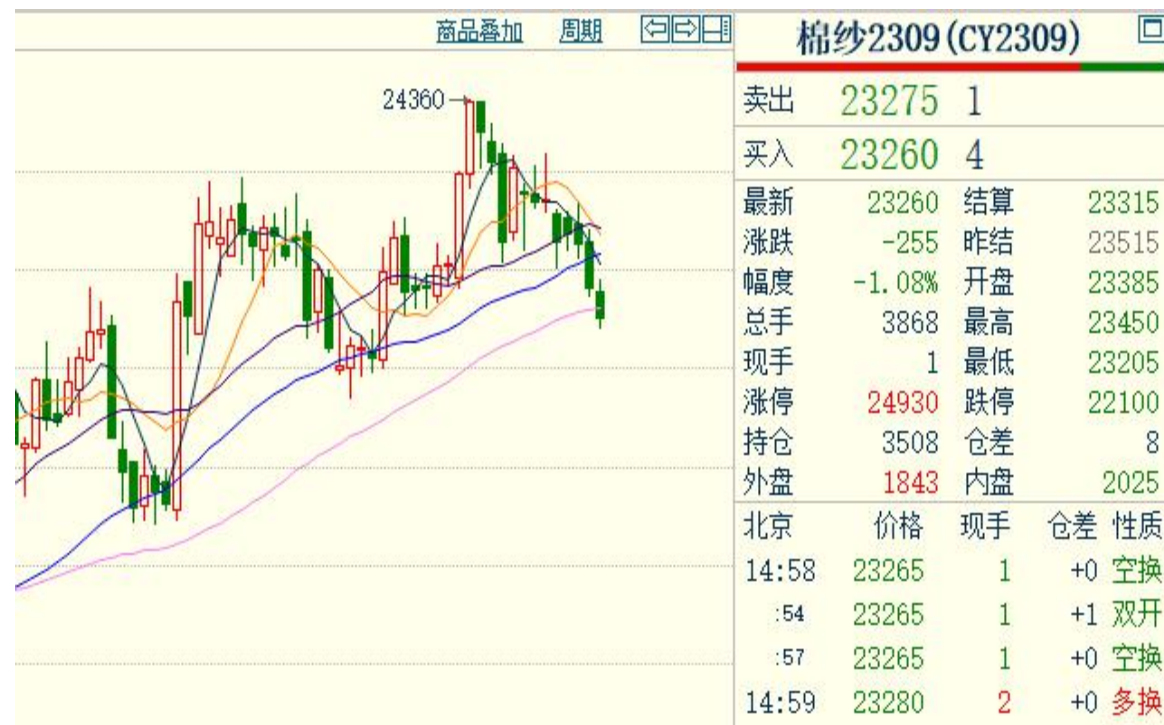 商品叠加 周期
棉纱2309(CY2309)
24360
卖出 23275 1
买入 23260 4
最新 23260 结算 23315
涨跌 -255 昨结 23515
幅度 -1.08% 开盘 23385
总手 3868 最高 23450
现手 1 最低 23205
涨停 24930 跌停 22100
持仓 3508 仓差 8
外盘 1843 内盘 2025
北京 价格 现手 仓差 性质
14:58 23265 1 +0 空换
:54 23265 1 +1 双开
:57 23265 1 +0 空换
14:59 23280 2 +0 多换